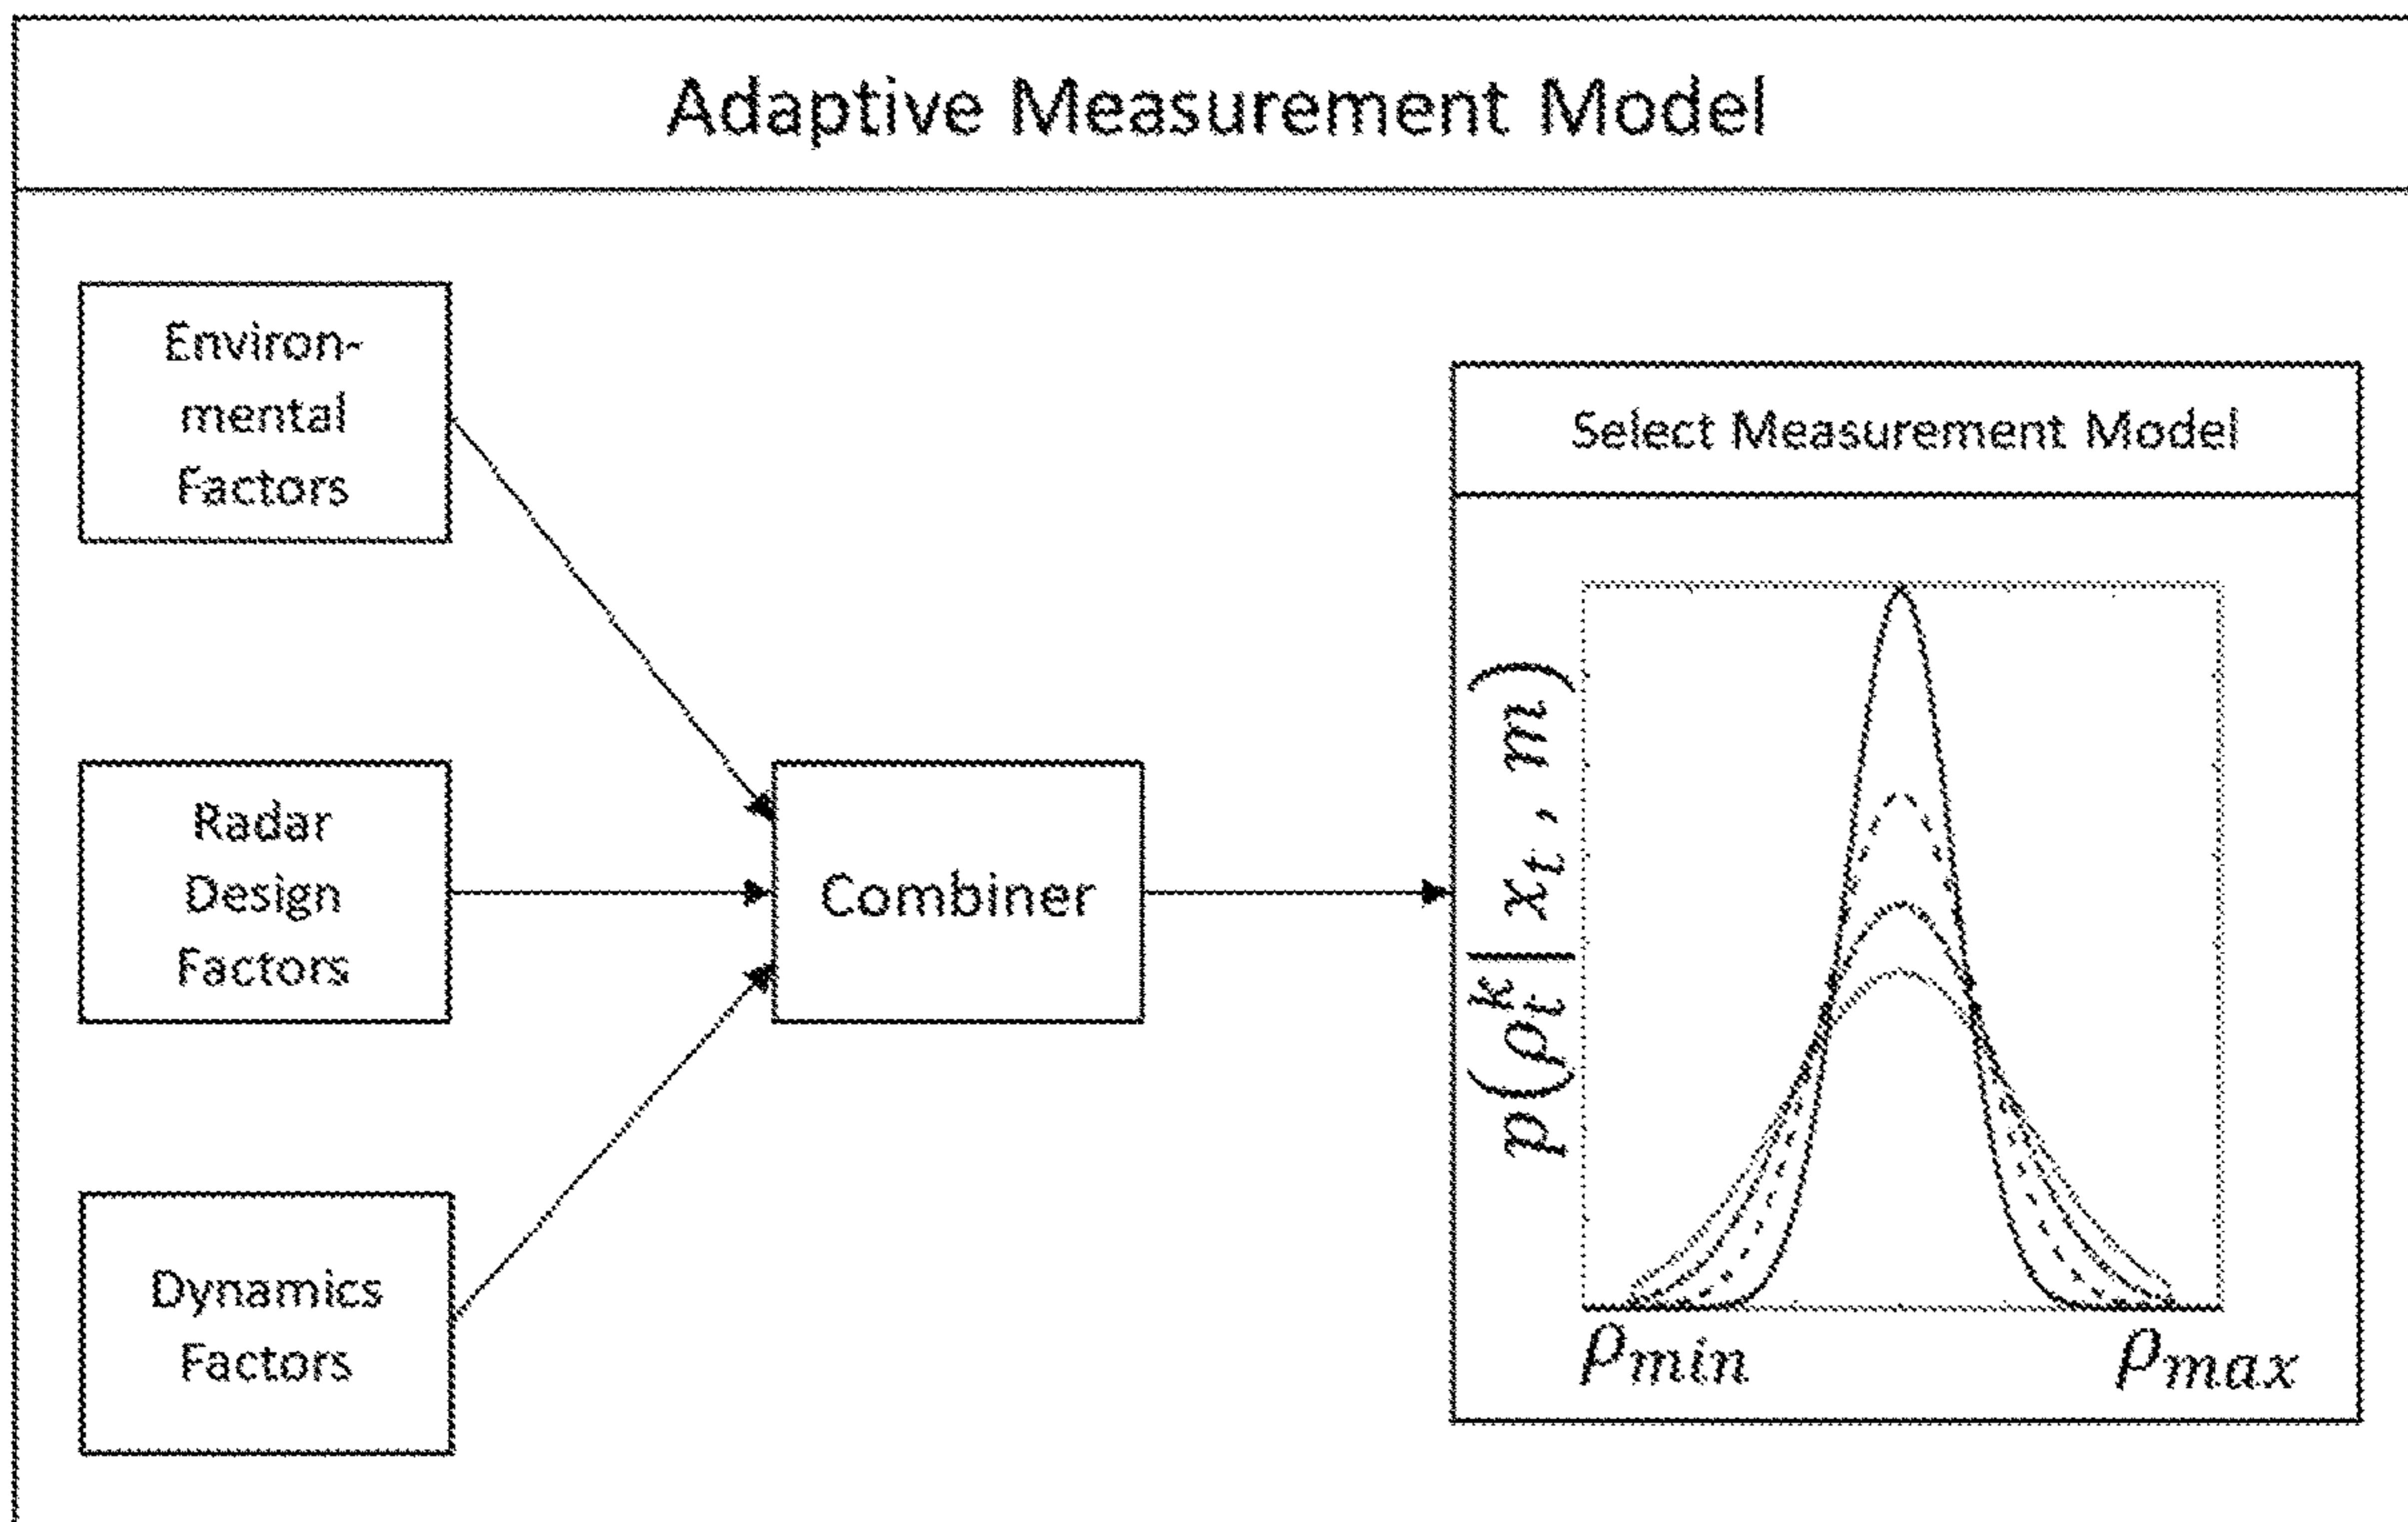 Adaptive Measurement Model
Environ-
mental
Factors
Radar
Design
Factors
Dynamics
Factors
Combiner
Select Measurement Model
p(ρₜᵏ | xₜ , m)
ρmin
ρmax